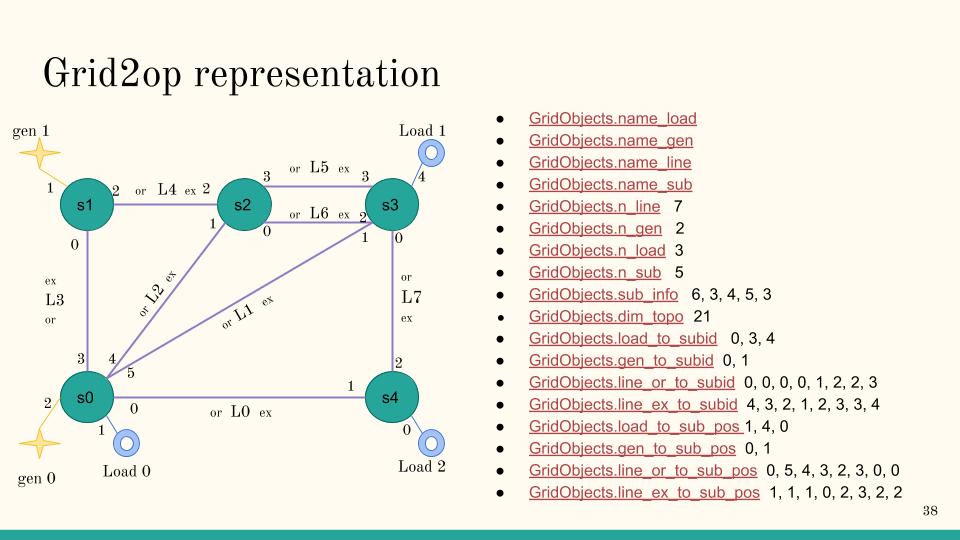 Grid2op representation
gen 1
Load 1
1
2 or L4 ex 2
3 or L5 ex 3
4
s1
s2
s3
or L6 ex 2
0
1
0
1
0
ex
L3
or
or L2 ex
or L1 ex
or
L7
ex
3
4
5
2
1
2
s0
s4
0
or L0 ex
1
0
gen 0
Load 0
Load 2
● GridObjects.name_load
● GridObjects.name_gen
● GridObjects.name_line
● GridObjects.name_sub
● GridObjects.n_line 7
● GridObjects.n_gen 2
● GridObjects.n_load 3
● GridObjects.n_sub 5
● GridObjects.sub_info 6, 3, 4, 5, 3
● GridObjects.dim_topo 21
● GridObjects.load_to_subid 0, 3, 4
● GridObjects.gen_to_subid 0, 1
● GridObjects.line_or_to_subid 0, 0, 0, 0, 1, 2, 2, 3
● GridObjects.line_ex_to_subid 4, 3, 2, 1, 2, 3, 3, 4
● GridObjects.load_to_sub_pos 1, 4, 0
● GridObjects.gen_to_sub_pos 0, 1
● GridObjects.line_or_to_sub_pos 0, 5, 4, 3, 2, 3, 0, 0
● GridObjects.line_ex_to_sub_pos 1, 1, 1, 0, 2, 3, 2, 2
38